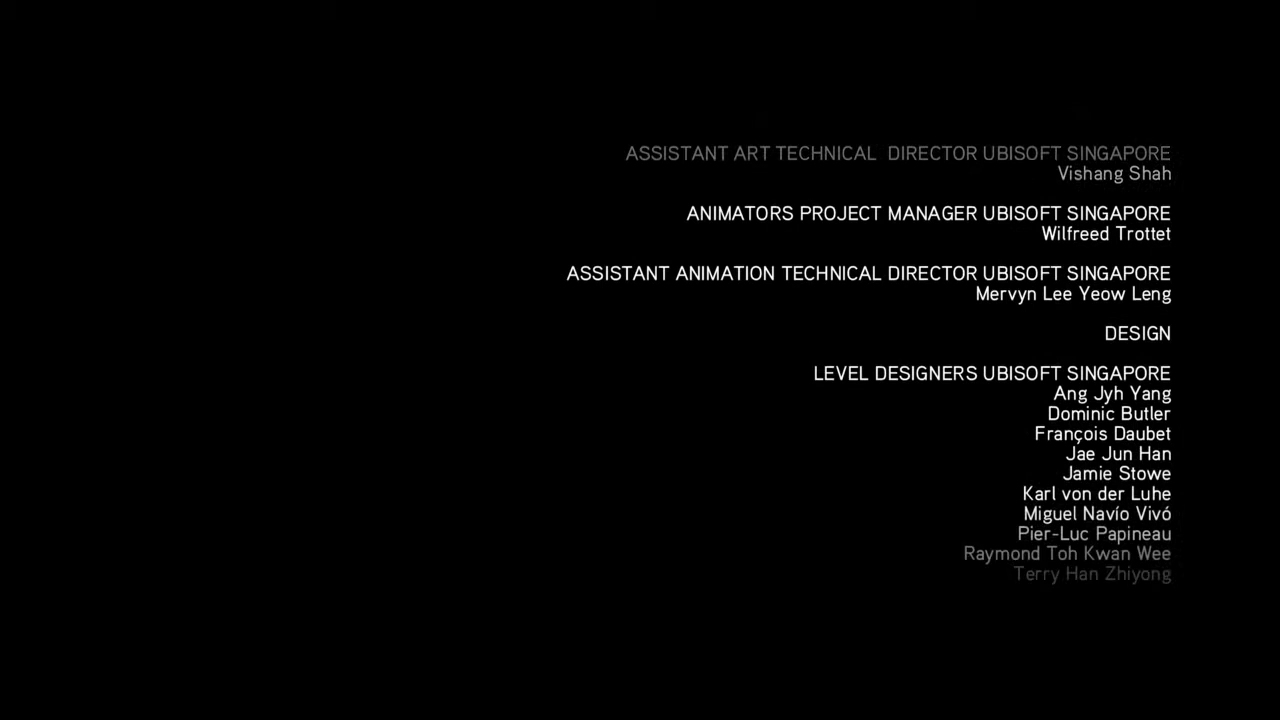 ASSISTANT ART TECHNICAL  DIRECTOR UBISOFT SINGAPORE
Vishang Shah
ANIMATORS PROJECT MANAGER UBISOFT SINGAPORE
Wilfreed Trottet
ASSISTANT ANIMATION TECHNICAL DIRECTOR UBISOFT SINGAPORE
Mervyn Lee Yeow Leng
DESIGN
LEVEL DESIGNERS UBISOFT SINGAPORE
Ang Jyh Yang
Dominic Butler
François Daubet
Jae Jun Han
Jamie Stowe
Karl von der Luhe
Miguel Navío Vivó
Pier-Luc Papineau
Raymond Toh Kwan Wee
Terry Han Zhiyong